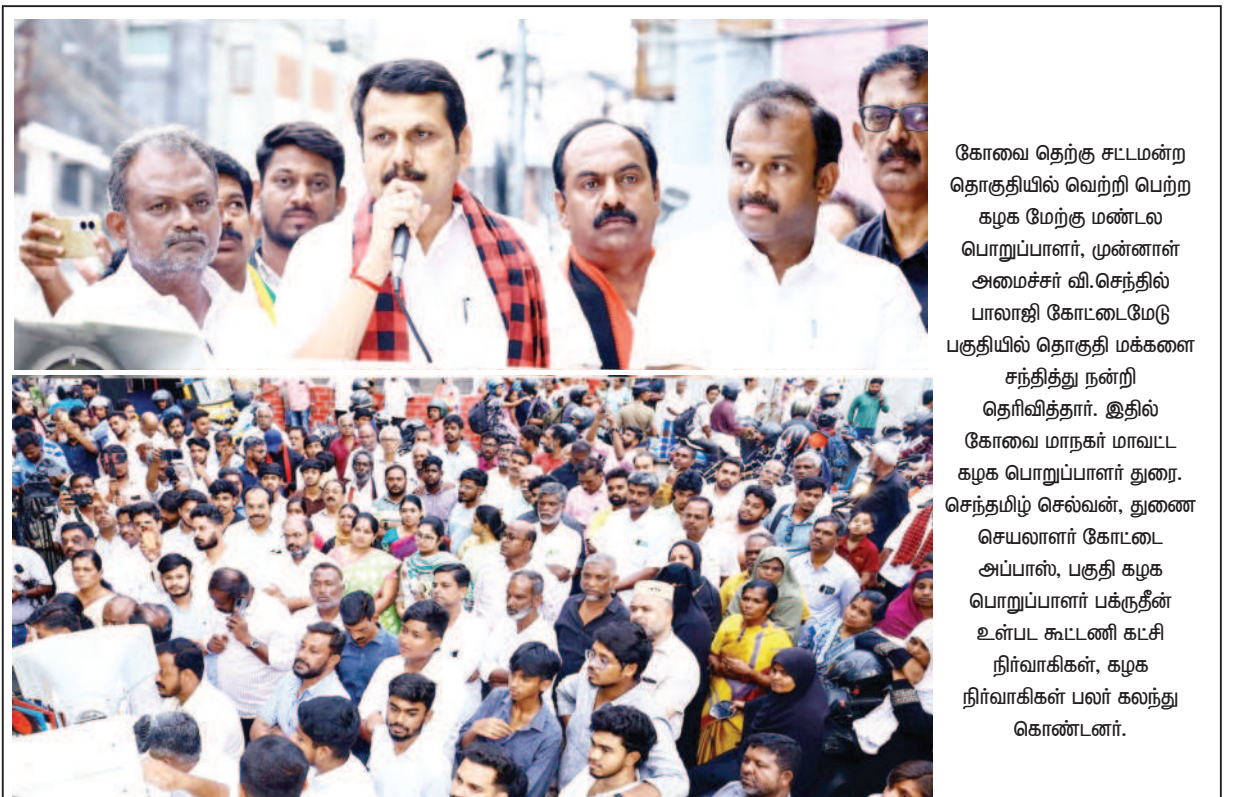 கோவை தெற்கு சட்டமன்ற
தொகுதியில் வெற்றி பெற்ற
கழக மேற்கு மண்டல
பொறுப்பாளர், முன்னாள்
அமைச்சர் வி.செந்தில்
பாலாஜி கோட்டைமேடு
பகுதியில் தொகுதி மக்களை
சந்தித்து நன்றி
தெரிவித்தார். இதில்
கோவை மாநகர் மாவட்ட
கழக பொறுப்பாளர் துரை.
செந்தமிழ் செல்வன், துணை
செயலாளர் கோட்டை
அப்பாஸ், பகுதி கழக
பொறுப்பாளர் பக்ருதீன்
உள்பட கூட்டணி கட்சி
நிர்வாகிகள், கழக
நிர்வாகிகள் பலர் கலந்து
கொண்டனர்.